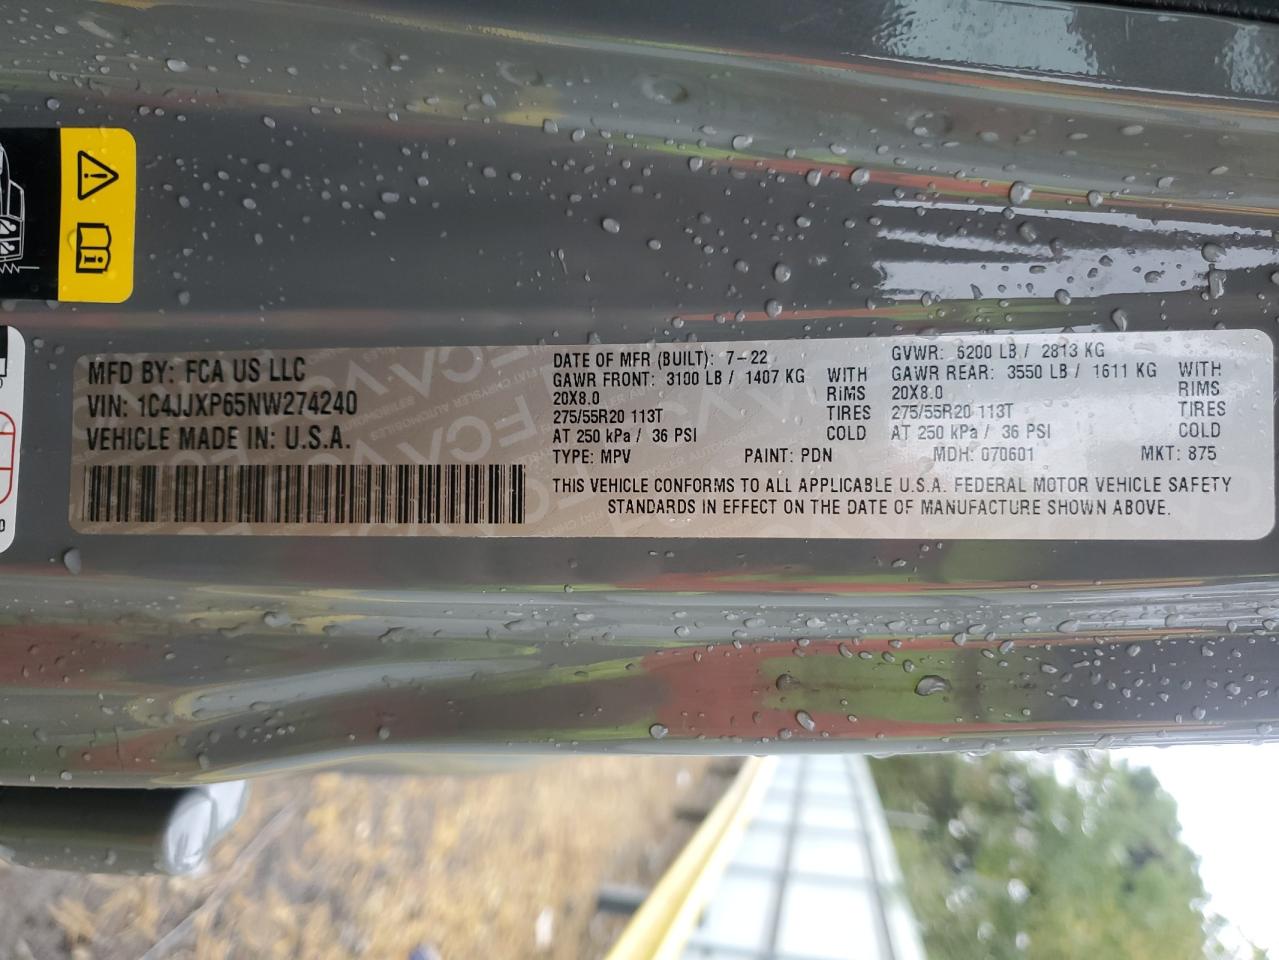 MFD BY: FCA US LLC
VIN: 1C4JJXP65NW274240
VEHICLE MADE IN: U.S.A.
DATE OF MFR (BUILT): 7-22
GAWR FRONT: 3100 LB / 1407 KG WITH
20X8.0 RIMS
275/55R20 113T TIRES
AT 250 kPa / 36 PSI COLD
GVWR: 6200 LB / 2813 KG
GAWR REAR: 3550 LB / 1611 KG WITH
20X8.0 RIMS
275/55R20 113T TIRES
AT 250 kPa / 36 PSI COLD
TYPE: MPV PAINT: PDN MDH: 070601 MKT: 875
THIS VEHICLE CONFORMS TO ALL APPLICABLE U.S.A. FEDERAL MOTOR VEHICLE SAFETY
STANDARDS IN EFFECT ON THE DATE OF MANUFACTURE SHOWN ABOVE.